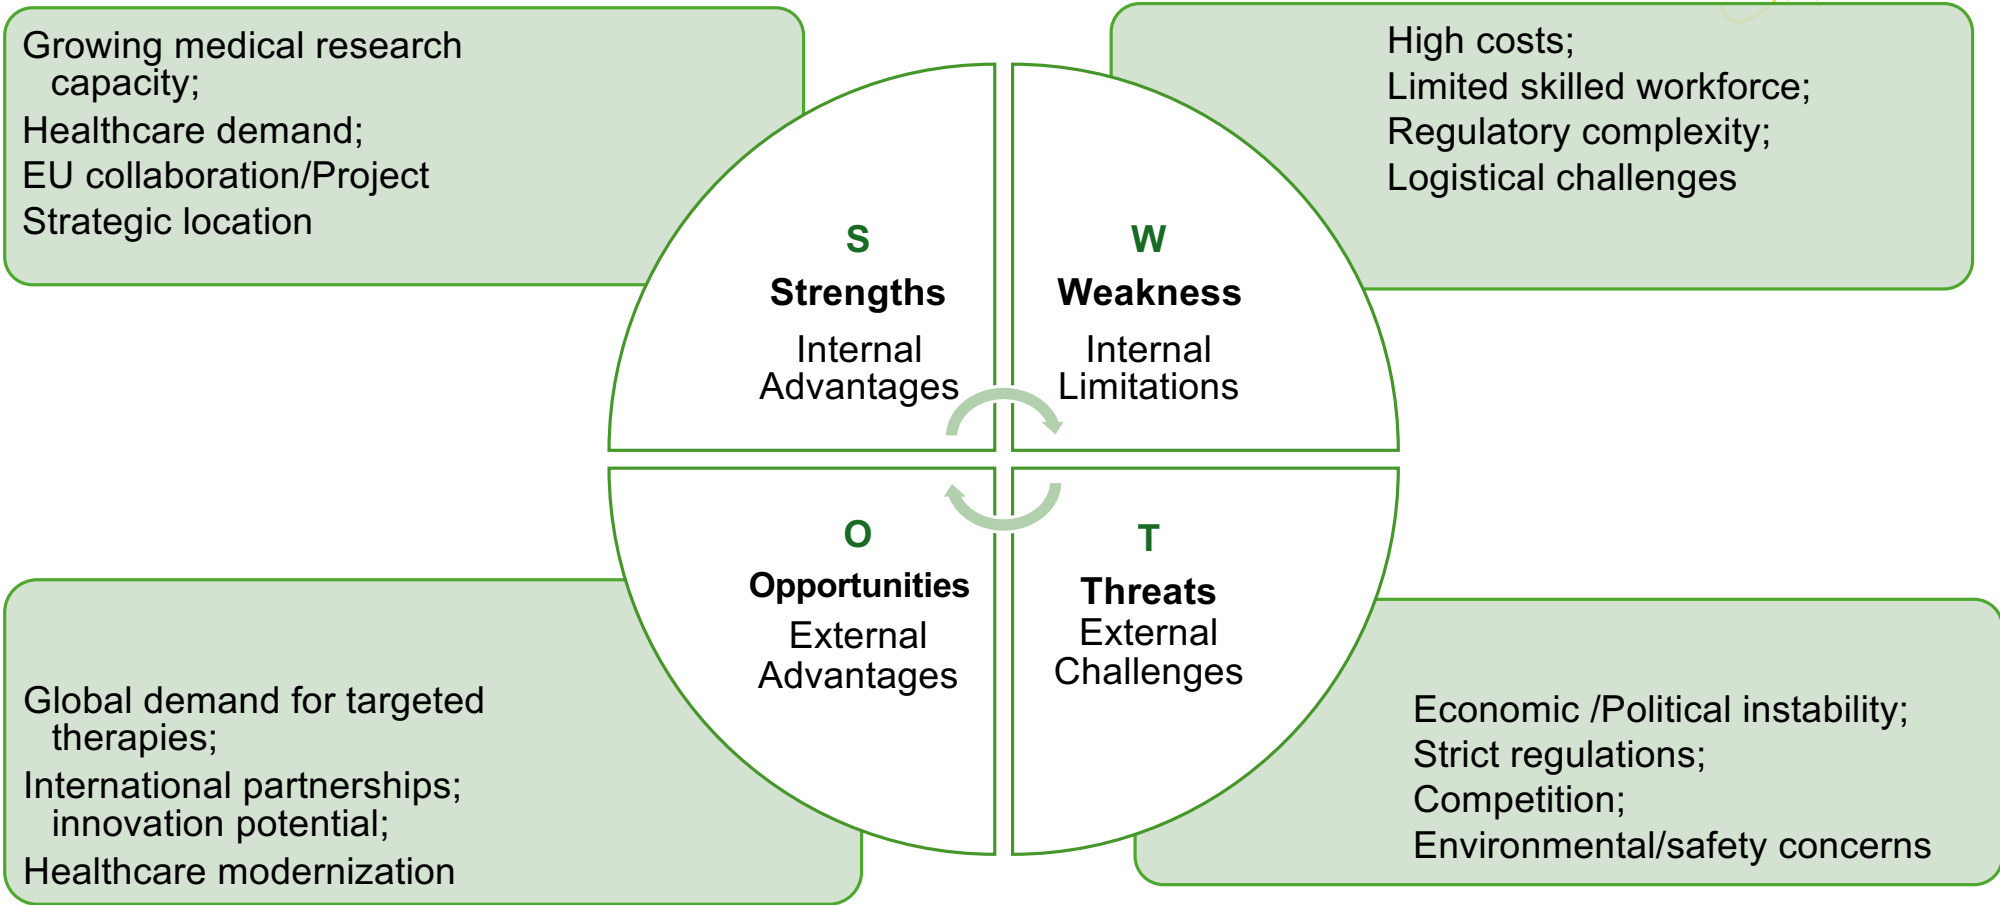 Growing medical research
capacity;
Healthcare demand;
EU collaboration/Project
Strategic location
High costs;
Limited skilled workforce;
Regulatory complexity;
Logistical challenges
S
Strengths
Internal
Advantages
W
Weakness
Internal
Limitations
O
Opportunities
External
Advantages
T
Threats
External
Challenges
Global demand for targeted
therapies;
International partnerships;
innovation potential;
Healthcare modernization
Economic /Political instability;
Strict regulations;
Competition;
Environmental/safety concerns